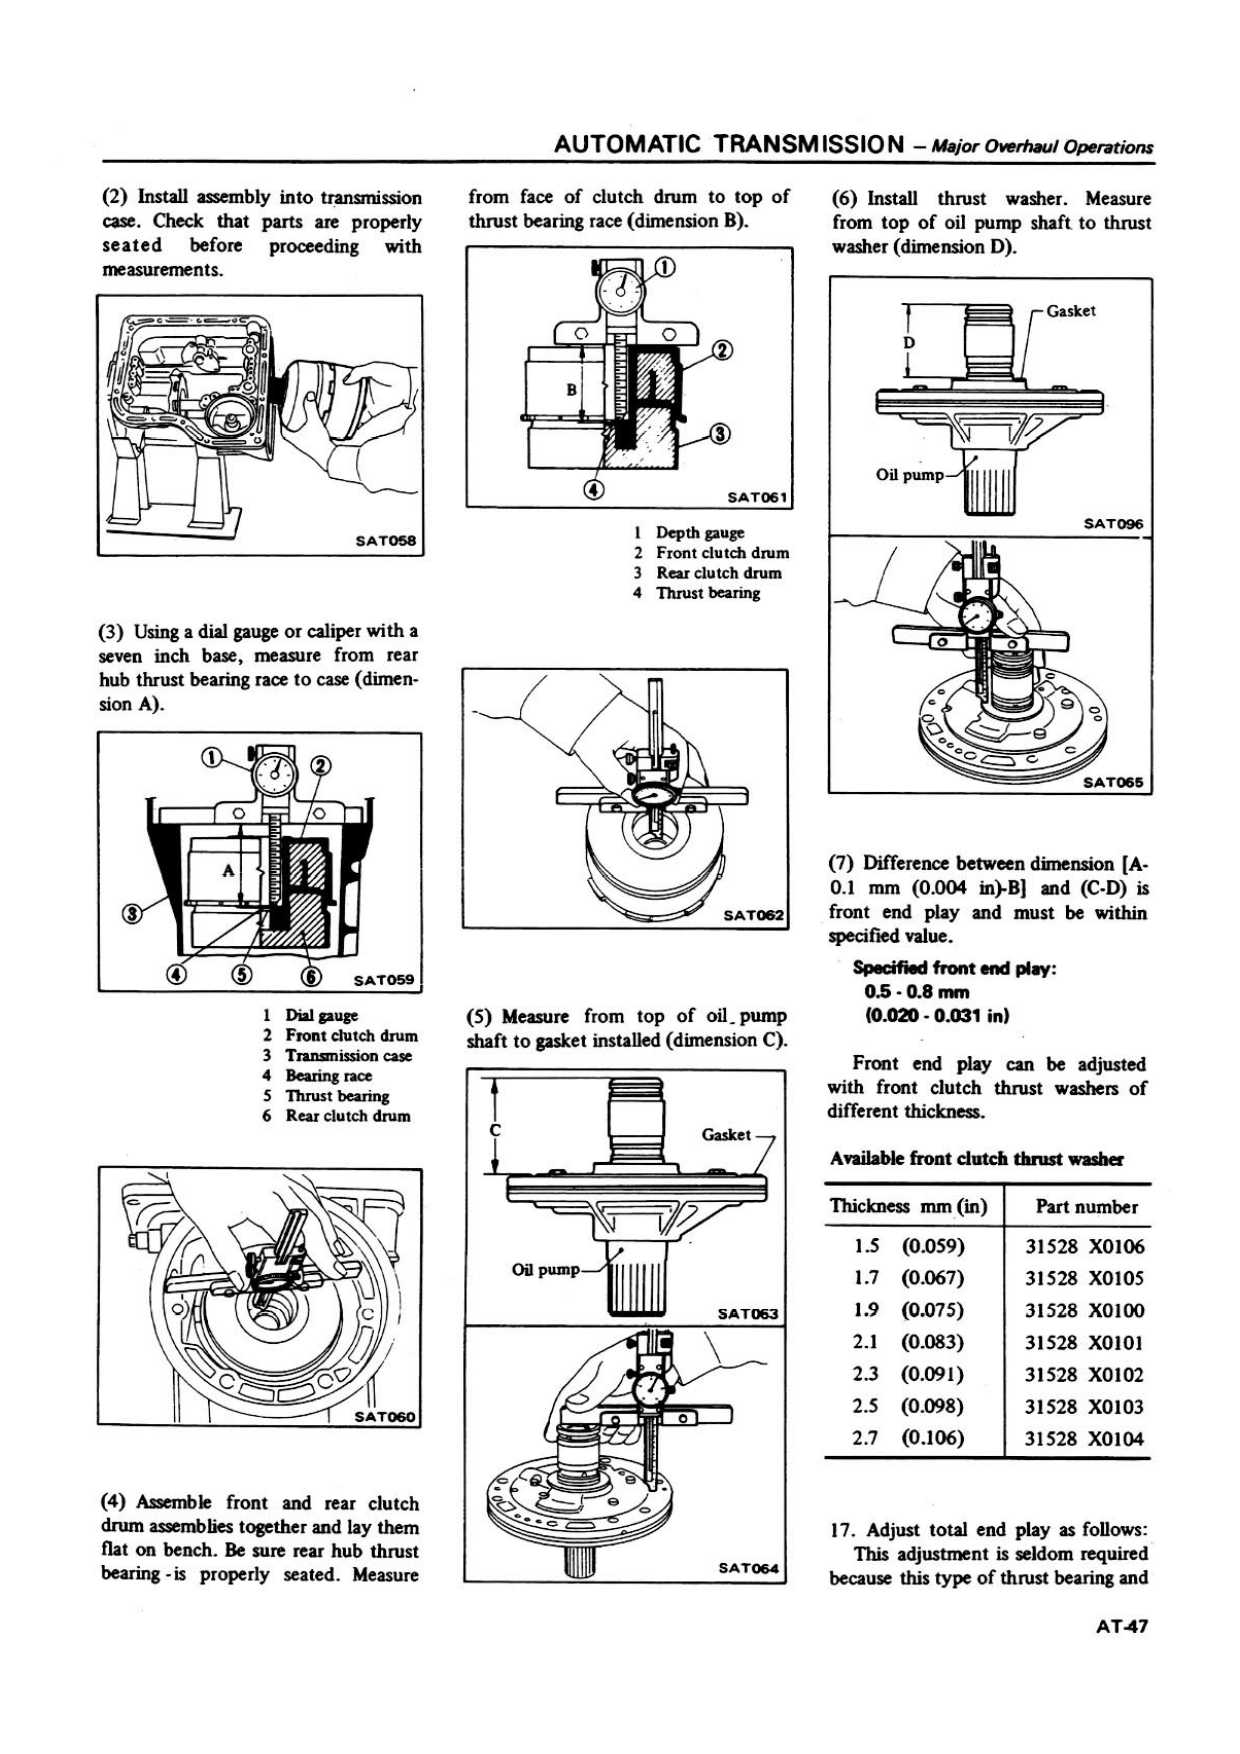 AUTOMATIC TRANSMISSION – Major Overhaul Operations
(2) Install assembly into transmission
case. Check that parts are properly
seated before proceeding with
measurements.
SAT058
(3) Using a dial gauge or caliper with a
seven inch base, measure from rear
hub thrust bearing race to case (dimen-
sion A).
1
2
A
3
4
5
6
SAT059
1 Dial gauge
2 Front clutch drum
3 Transmission case
4 Bearing race
5 Thrust bearing
6 Rear clutch drum
SAT060
(4) Assemble front and rear clutch
drum assemblies together and lay them
flat on bench. Be sure rear hub thrust
bearing - is properly seated. Measure
from face of clutch drum to top of
thrust bearing race (dimension B).
1
2
B
3
4
SAT061
1 Depth gauge
2 Front clutch drum
3 Rear clutch drum
4 Thrust bearing
SAT062
(5) Measure from top of oil pump
shaft to gasket installed (dimension C).
C
Gasket
Oil pump
SAT063
SAT064
(6) Install thrust washer. Measure
from top of oil pump shaft to thrust
washer (dimension D).
Gasket
D
Oil pump
SAT096
SAT065
(7) Difference between dimension [A-
0.1 mm (0.004 in)-B] and (C-D) is
front end play and must be within
specified value.
Specified front end play:
0.5 - 0.8 mm
(0.020 - 0.031 in)
Front end play can be adjusted
with front clutch thrust washers of
different thickness.
Available front clutch thrust washer
Thickness mm (in) Part number
1.5 (0.059) 31528 X0106
1.7 (0.067) 31528 X0105
1.9 (0.075) 31528 X0100
2.1 (0.083) 31528 X0101
2.3 (0.091) 31528 X0102
2.5 (0.098) 31528 X0103
2.7 (0.106) 31528 X0104
17. Adjust total end play as follows:
This adjustment is seldom required
because this type of thrust bearing and
AT-47